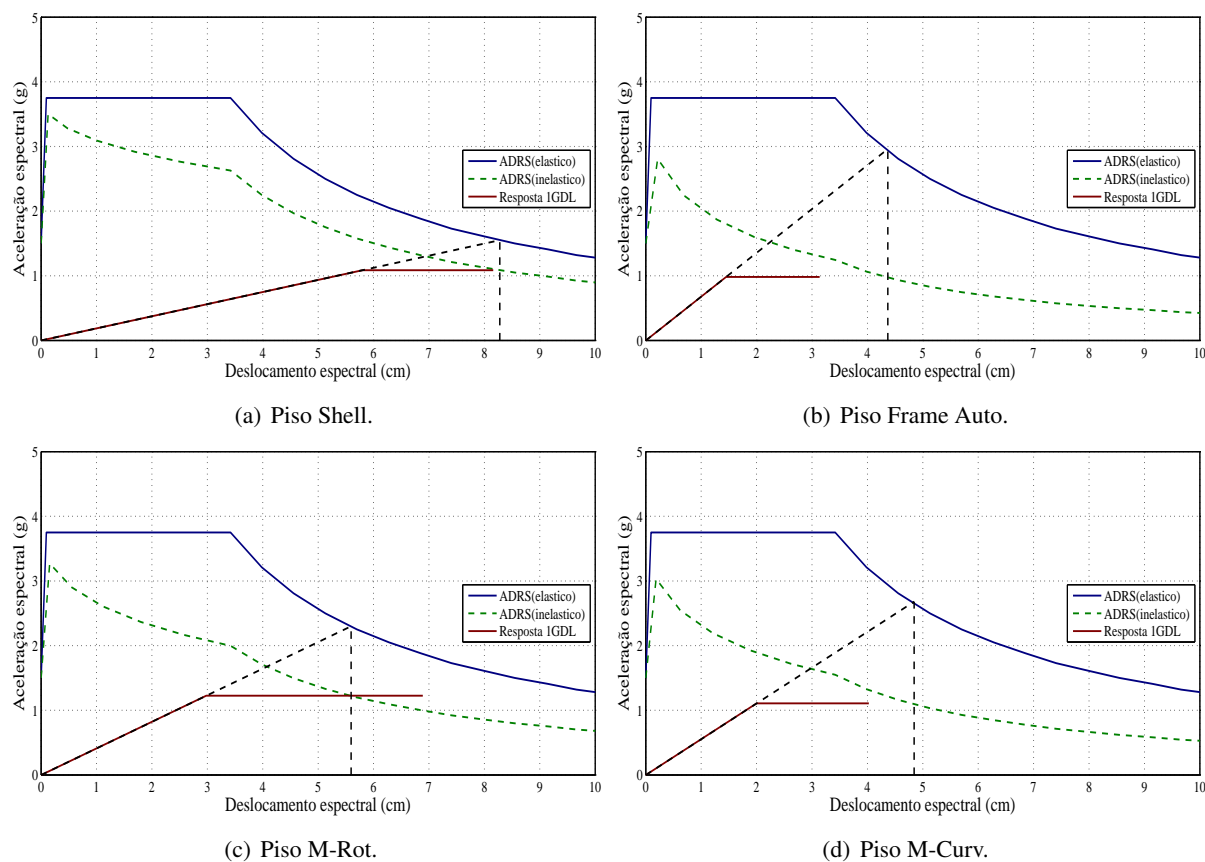 5
4
3
2
1
0
Aceleração espectral (g)
ADRS(elastico)
ADRS(inelastico)
Resposta 1GDL
0 1 2 3 4 5 6 7 8 9 10
Deslocamento espectral (cm)
(a) Piso Shell.
5
4
3
2
1
0
Aceleração espectral (g)
ADRS(elastico)
ADRS(inelastico)
Resposta 1GDL
0 1 2 3 4 5 6 7 8 9 10
Deslocamento espectral (cm)
(b) Piso Frame Auto.
5
4
3
2
1
0
Aceleração espectral (g)
ADRS(elastico)
ADRS(inelastico)
Resposta 1GDL
0 1 2 3 4 5 6 7 8 9 10
Deslocamento espectral (cm)
(c) Piso M-Rot.
5
4
3
2
1
0
Aceleração espectral (g)
ADRS(elastico)
ADRS(inelastico)
Resposta 1GDL
0 1 2 3 4 5 6 7 8 9 10
Deslocamento espectral (cm)
(d) Piso M-Curv.